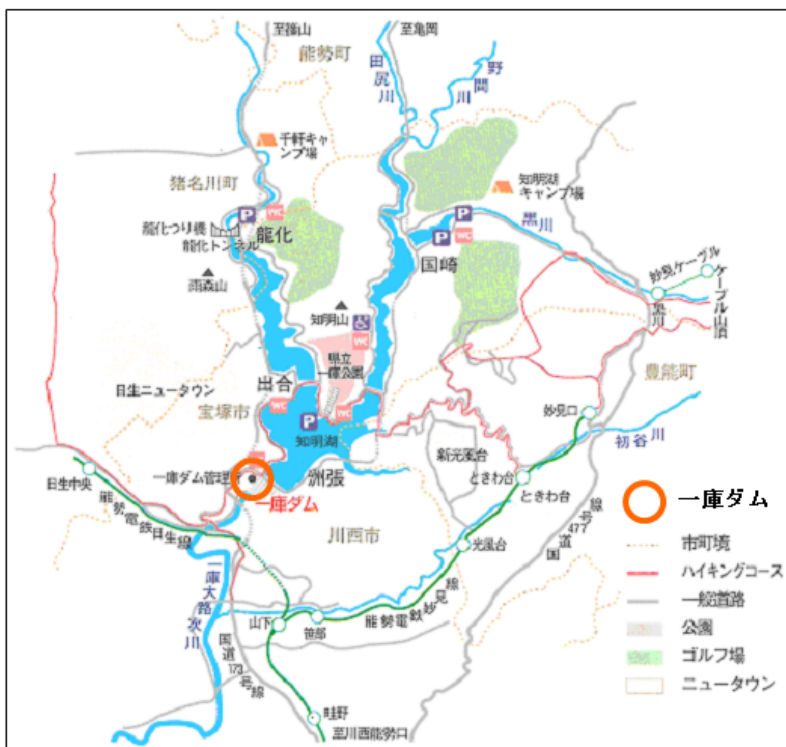 至篠山
至亀岡
能勢町
田尻川
野間川
千軒キャ
ンプ場
知明湖
キャンプ場
猪名川町
P
WC
龍化つり橋
龍化
龍化トンネル
P
WC
黒川
国崎
妙見ケーブル
ケーブル山頂
黒川
雨森山
知明山
WC
県立
一庫公園
豊能町
日生ニュータウン
出合
宝塚市
WC
WC
P
知明湖
妙見口
初谷川
新光風台
ときわ台
ときわ台
日生中央
一庫ダム管理所
洲張
一庫ダム
能勢電鉄日生線
川西市
光風台
国道477号線
一庫大路次川
山下
笹部
能勢電鉄妙見線
国道173号線
畦野
至川西能勢口
一庫ダム
市町境
ハイキングコース
一般道路
公園
ゴルフ場
ニュータウン